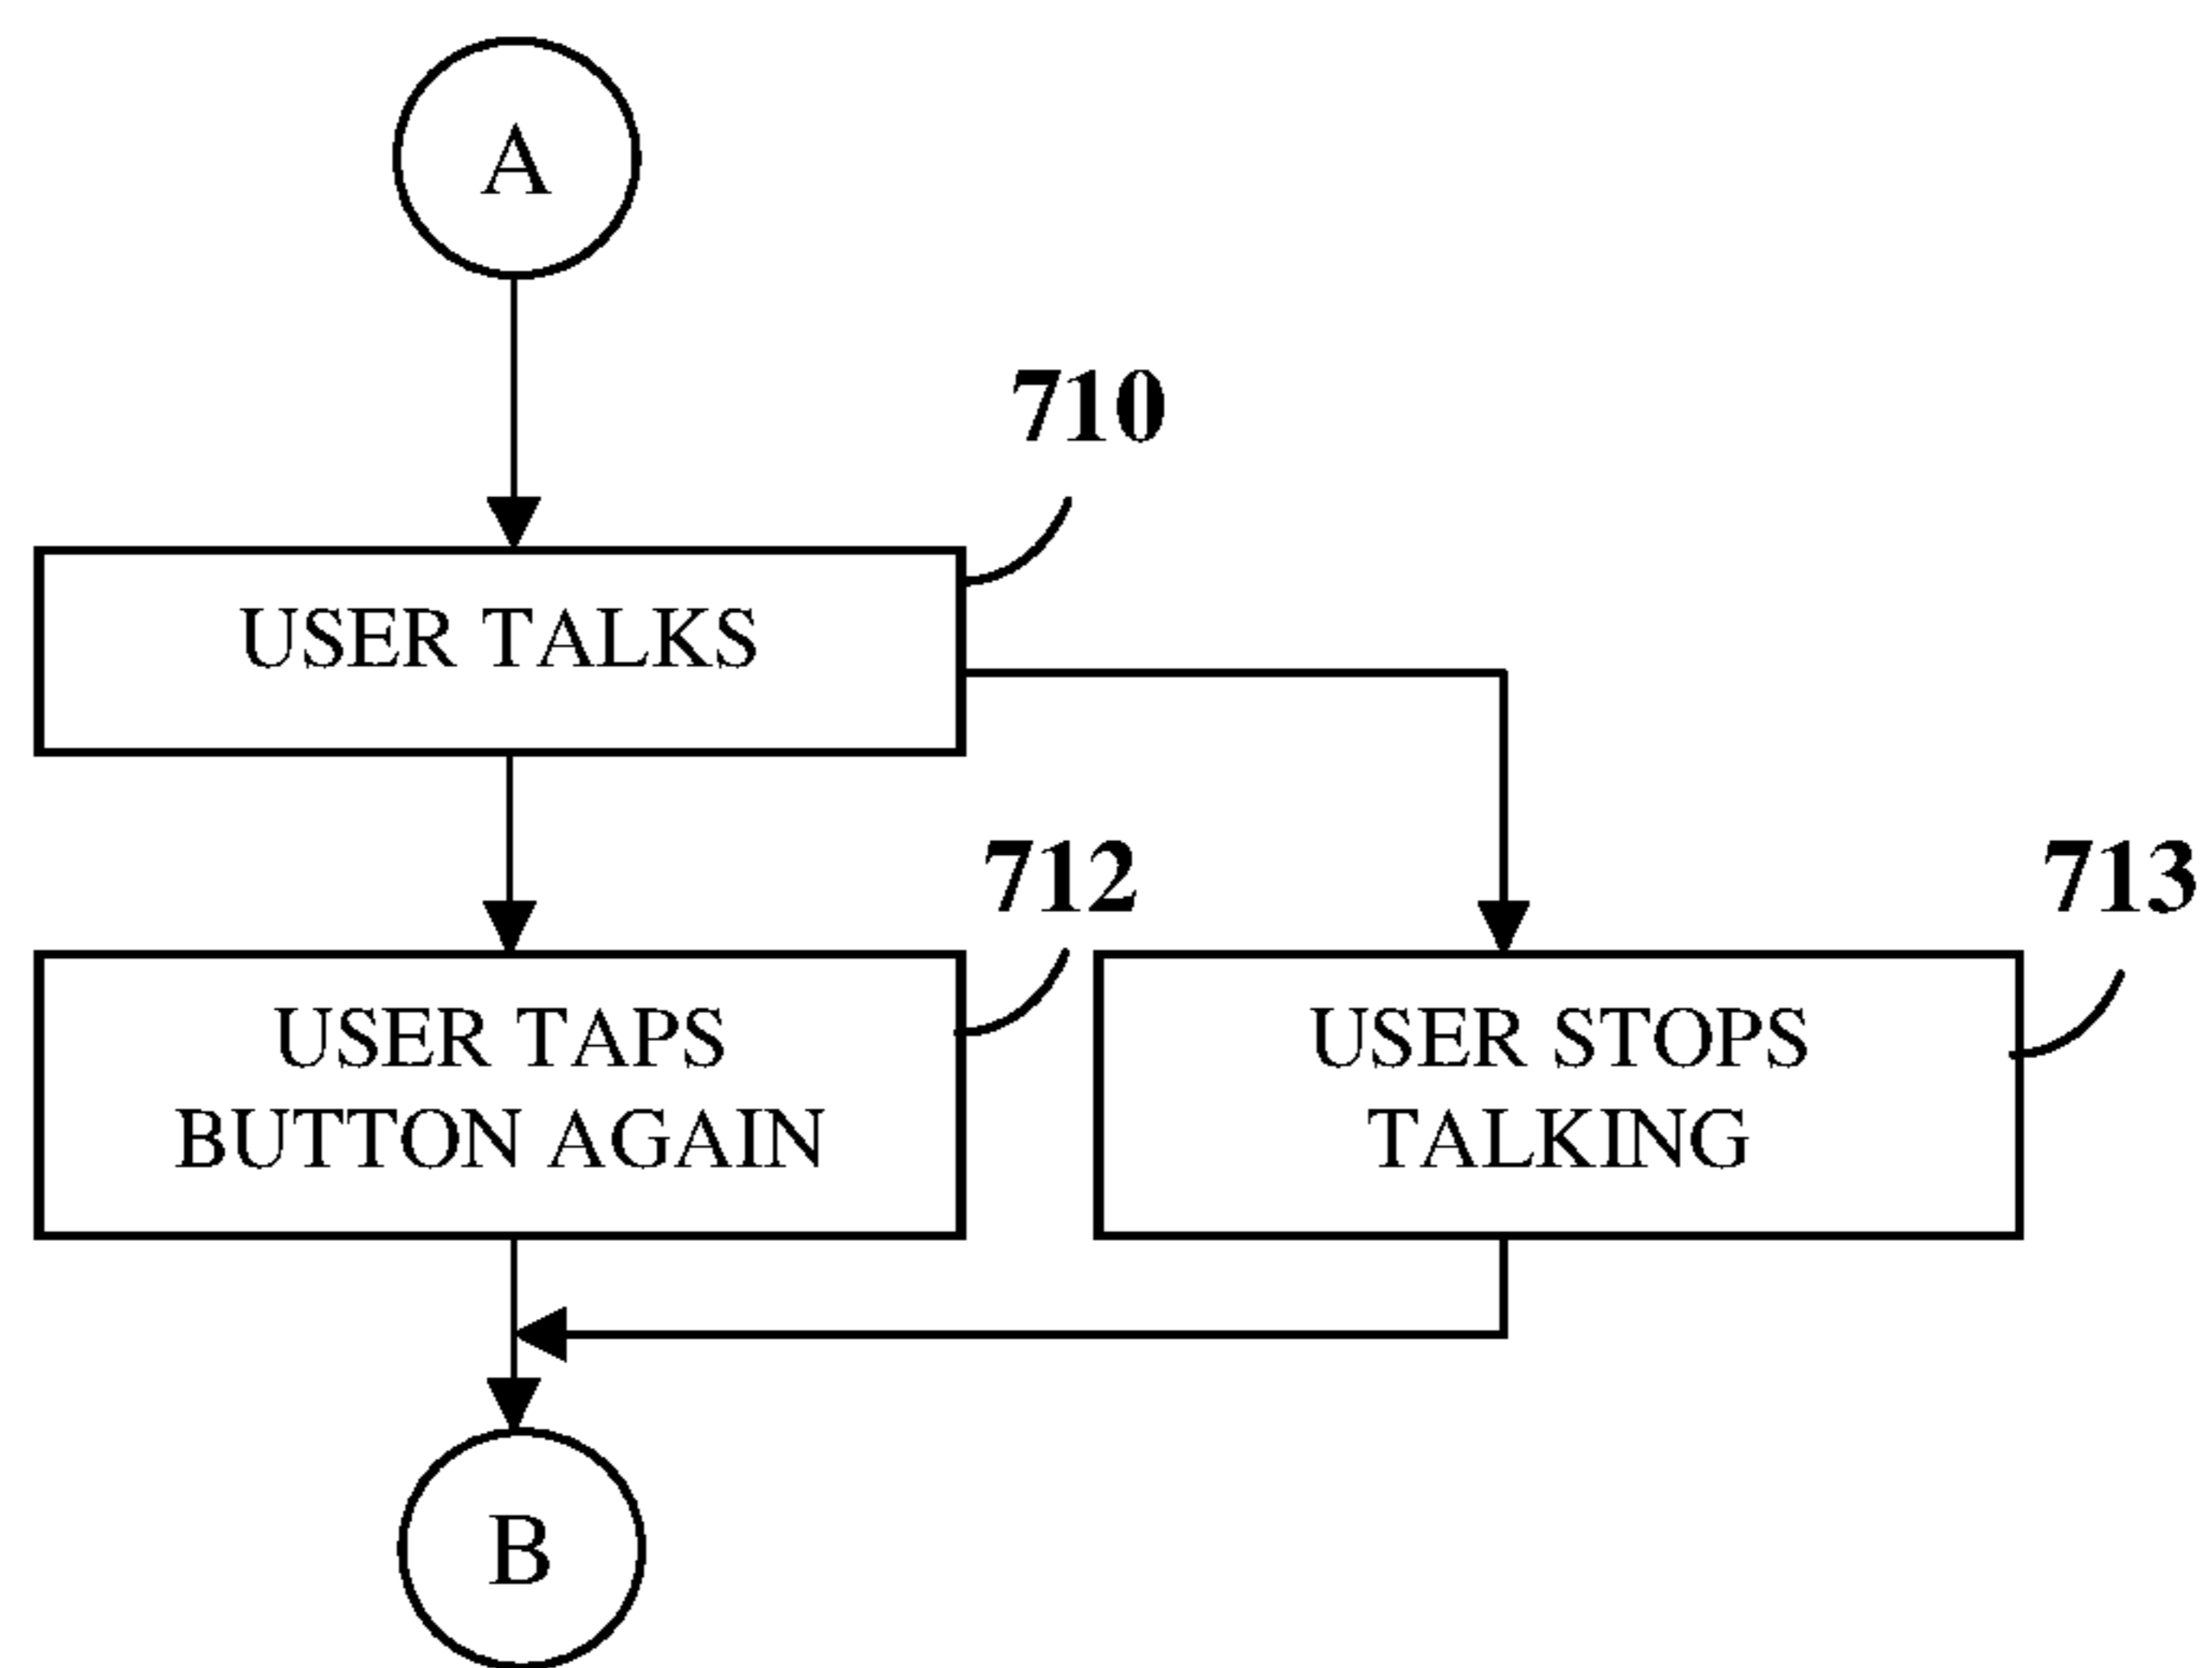 A
710
USER TALKS
712
713
USER TAPS
BUTTON AGAIN
USER STOPS
TALKING
B